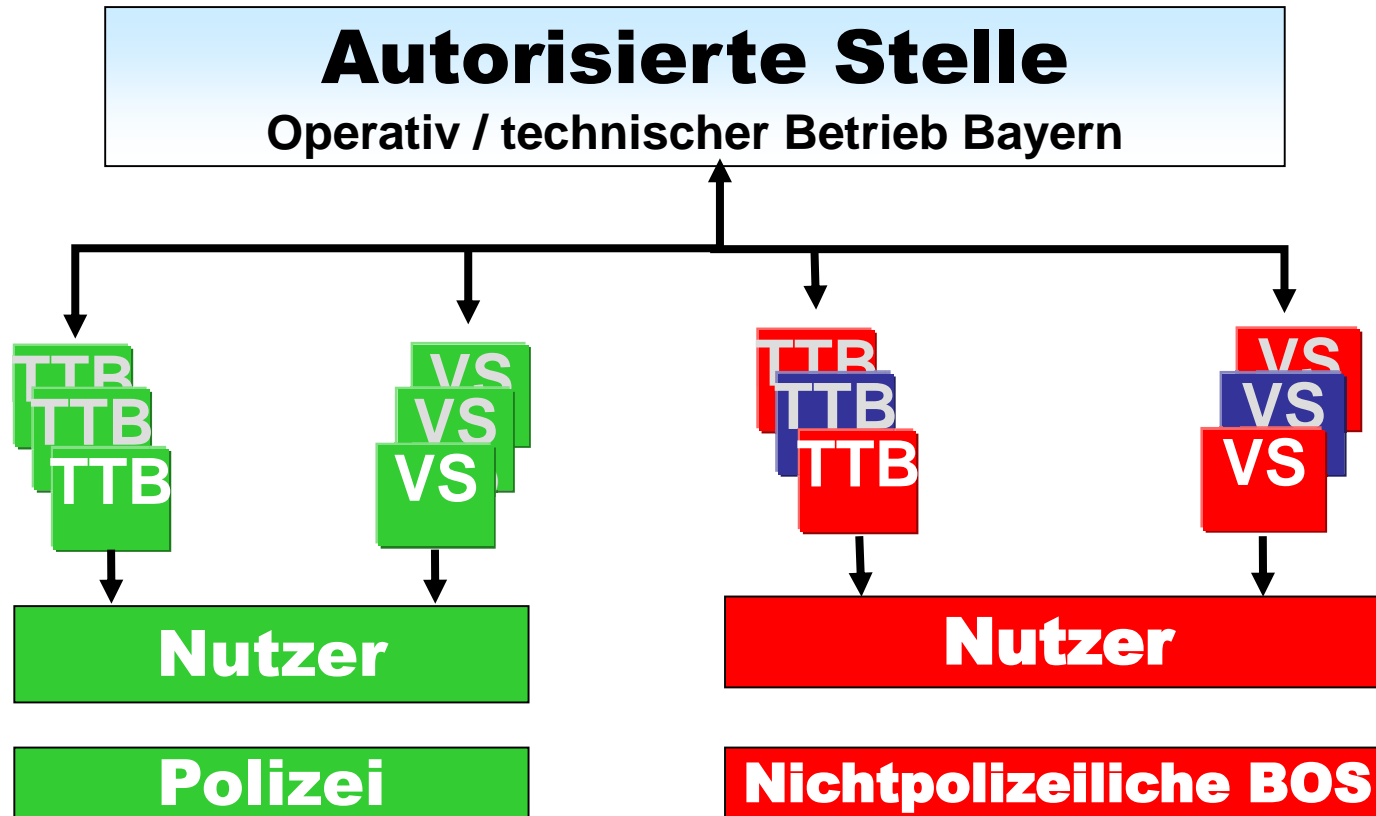 Autorisierte Stelle
Operativ / technischer Betrieb Bayern
TTB
TTB
TTB
VS
VS
VS
TTB
TTB
TTB
VS
VS
VS
Nutzer
Nutzer
Polizei
Nichtpolizeiliche BOS